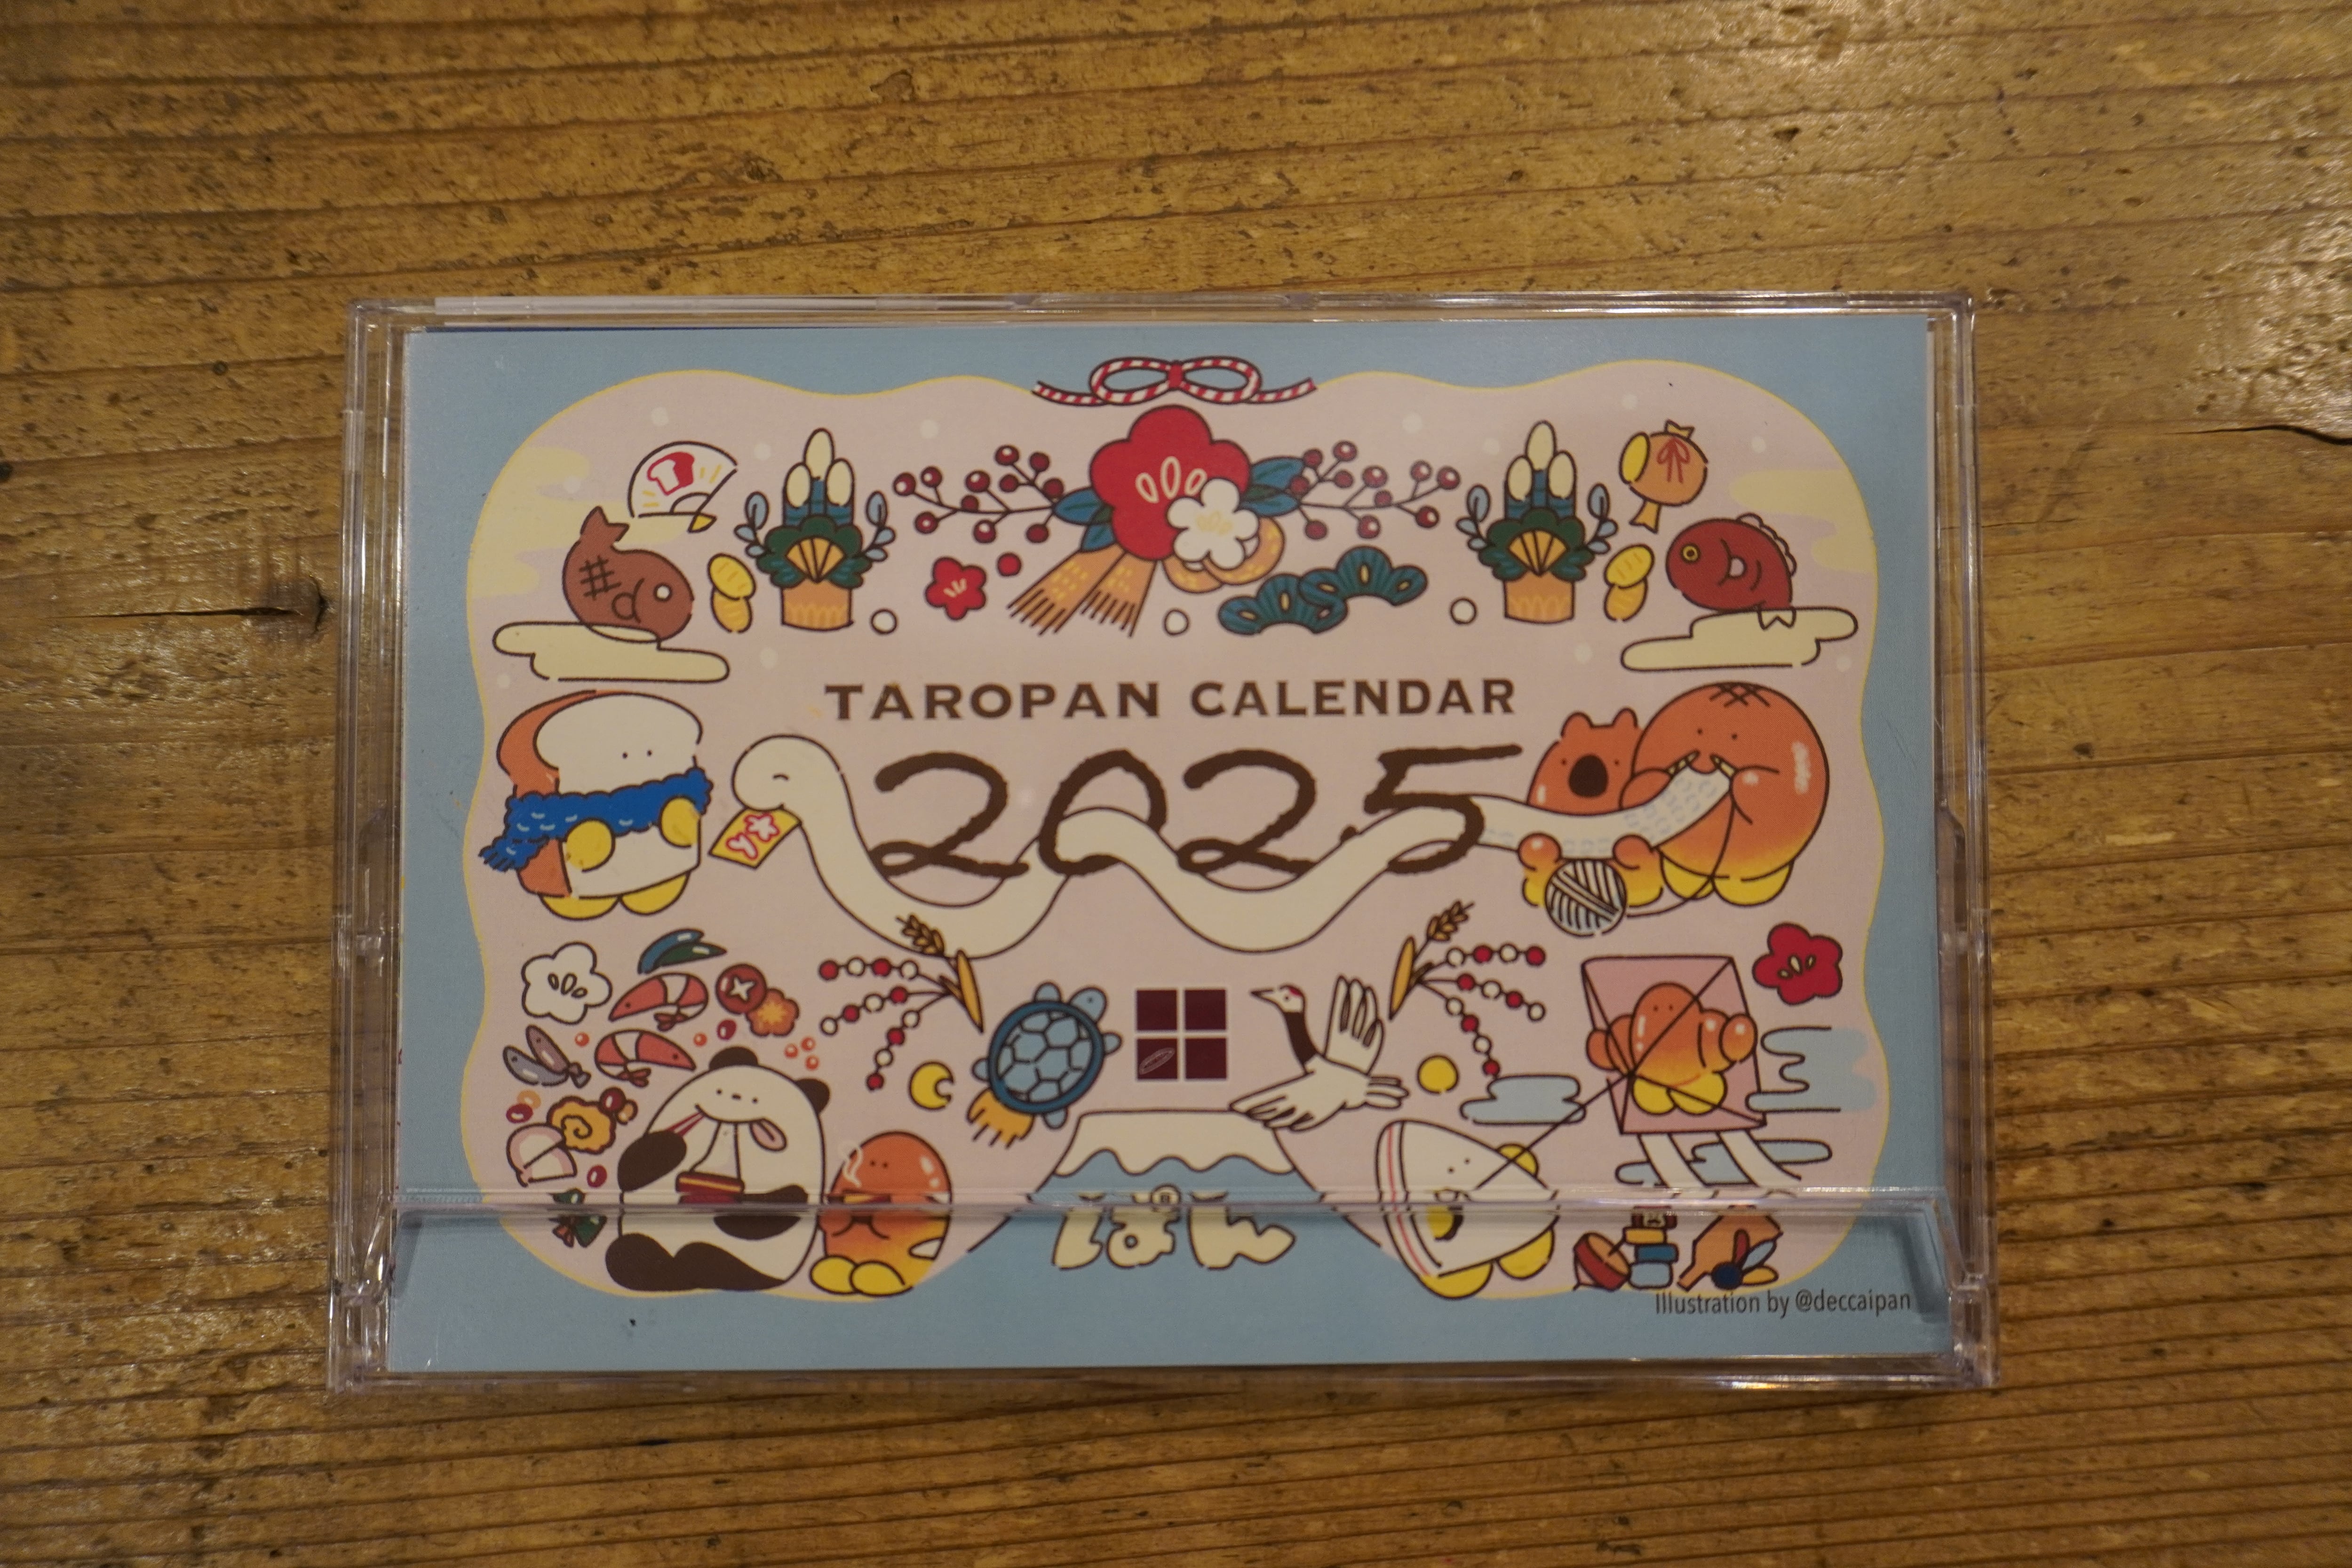 TAROPAN CALENDAR
2025
ぱん
Illustration by @deccaipan